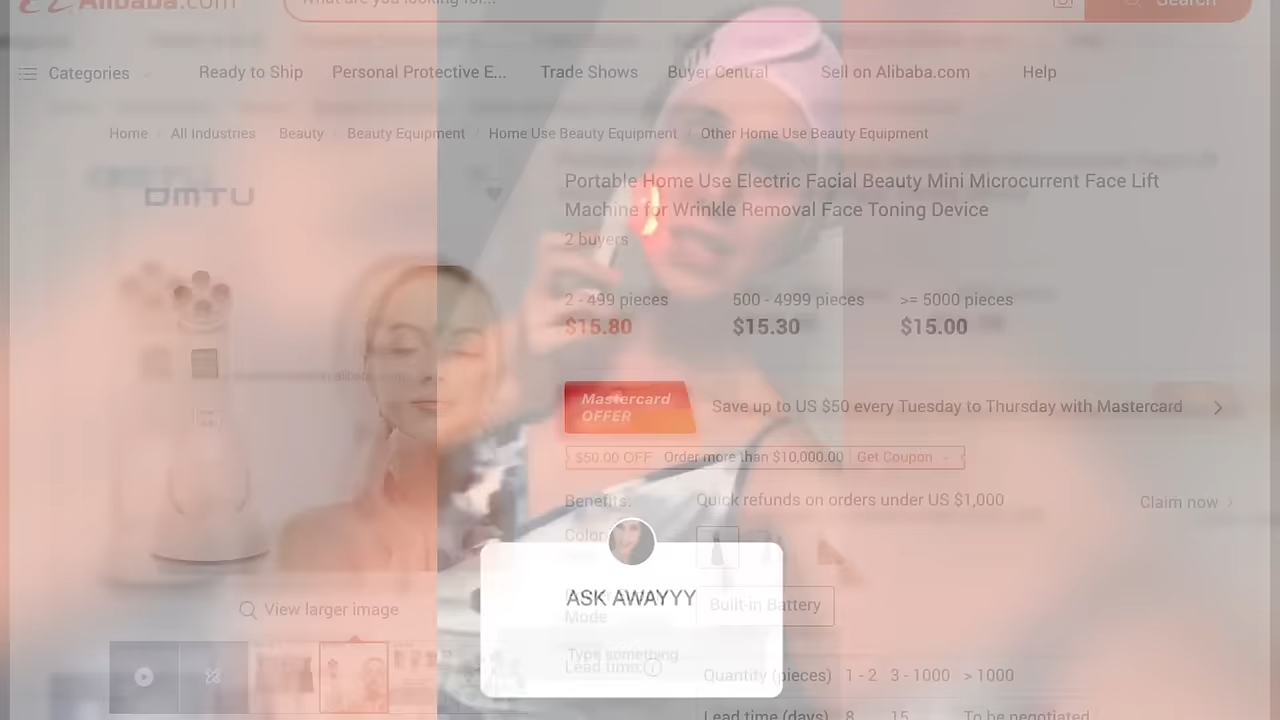 Alibaba.com
What are you looking for...
Search
Categories
Ready to Ship
Personal Protective E...
Trade Shows
Buyer Central
Sell on Alibaba.com
Help
Home / All Industries / Beauty / Beauty Equipment / Home Use Beauty Equipment / Other Home Use Beauty Equipment
DMTU
Portable Home Use Electric Facial Beauty Mini Microcurrent Face Lift
Machine for Wrinkle Removal Face Toning Device
2 buyers
2 - 499 pieces
500 - 4999 pieces
>= 5000 pieces
$15.80
$15.30
$15.00
Mastercard
OFFER
Save up to US $50 every Tuesday to Thursday with Mastercard
$50.00 OFF Order more than $10,000.00 Get Coupon
Benefits:
Quick refunds on orders under US $1,000
Claim now
Color
ASK AWAYYY
Mode
Built-in Battery
View larger image
Type something
Lead time:
Quantity (pieces) 1 - 2 3 - 1000 > 1000
Lead time (days) 8 15 To be negotiated